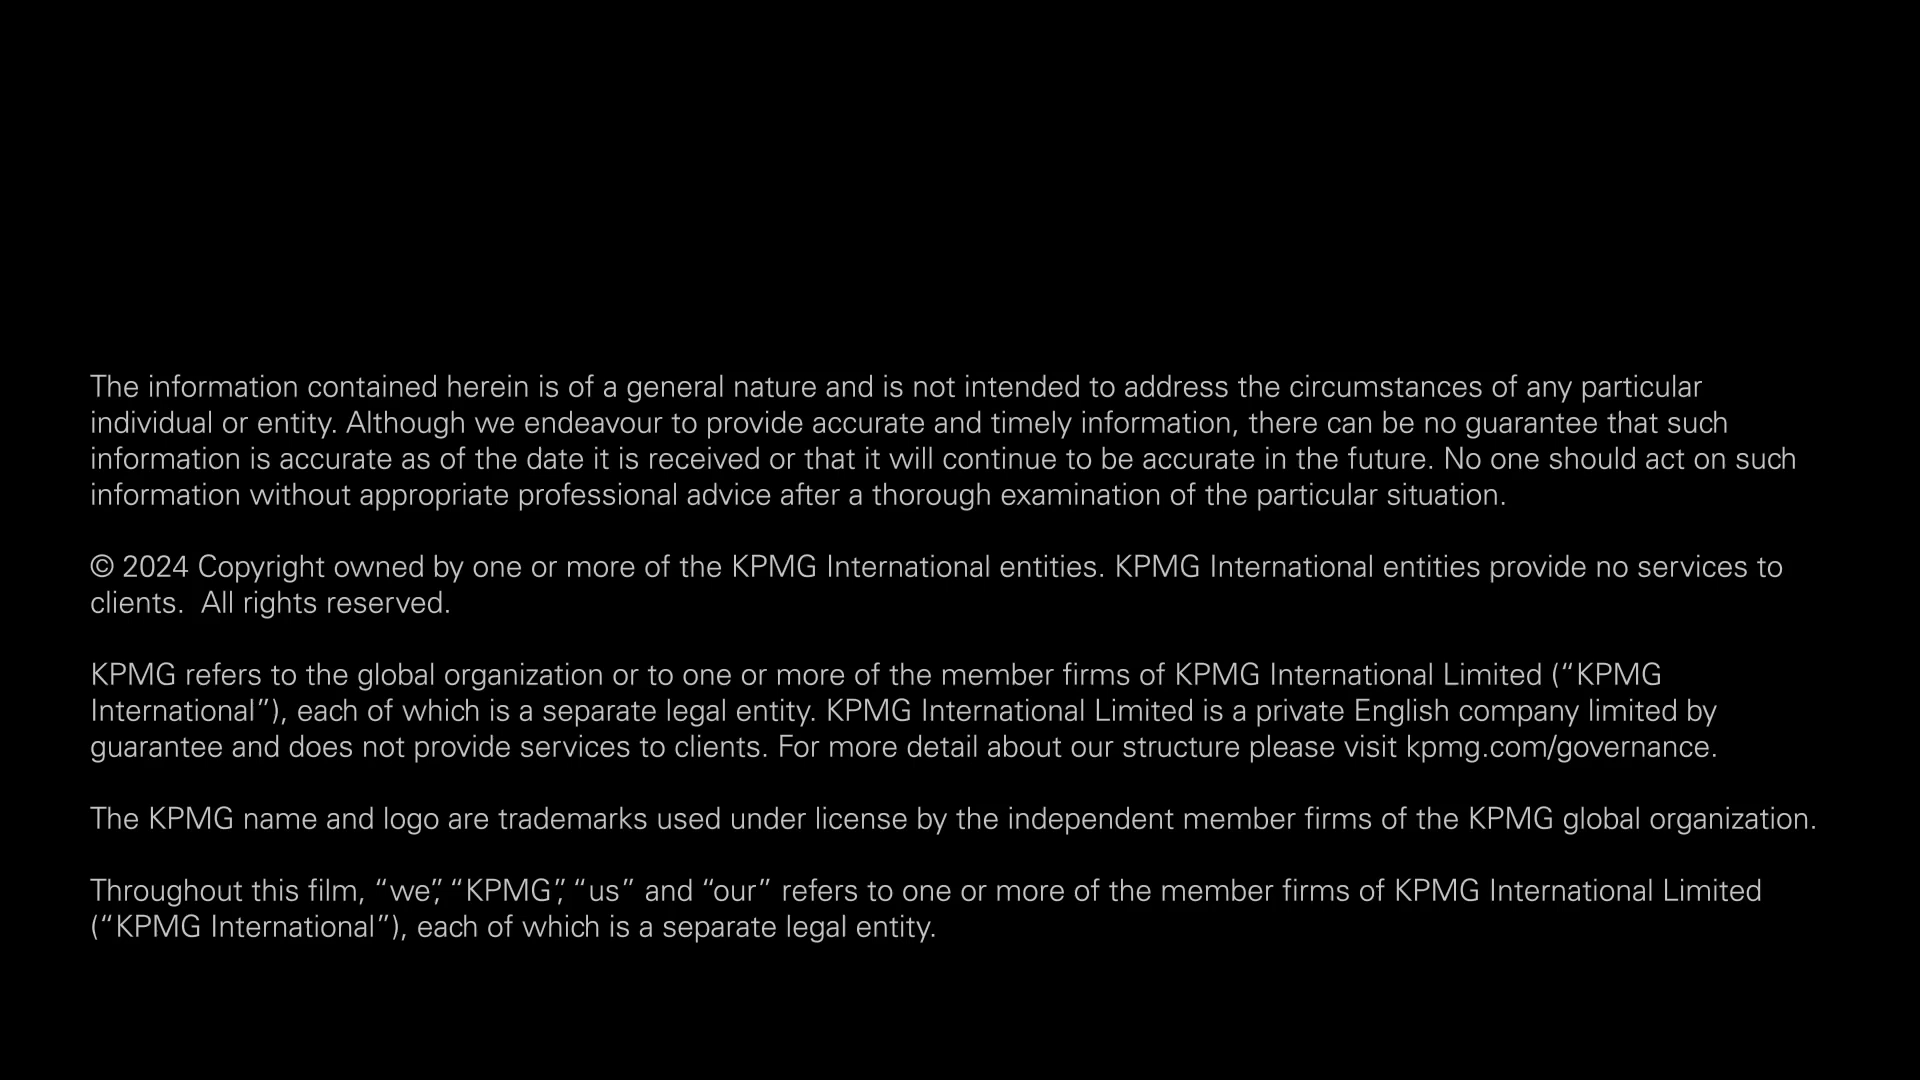 The information contained herein is of a general nature and is not intended to address the circumstances of any particular
individual or entity. Although we endeavour to provide accurate and timely information, there can be no guarantee that such
information is accurate as of the date it is received or that it will continue to be accurate in the future. No one should act on such
information without appropriate professional advice after a thorough examination of the particular situation.
© 2024 Copyright owned by one or more of the KPMG International entities. KPMG International entities provide no services to
clients.  All rights reserved.
KPMG refers to the global organization or to one or more of the member firms of KPMG International Limited (“KPMG
International”), each of which is a separate legal entity. KPMG International Limited is a private English company limited by
guarantee and does not provide services to clients. For more detail about our structure please visit kpmg.com/governance.
The KPMG name and logo are trademarks used under license by the independent member firms of the KPMG global organization.
Throughout this film, “we”, “KPMG”, “us” and “our” refers to one or more of the member firms of KPMG International Limited
(“KPMG International”), each of which is a separate legal entity.